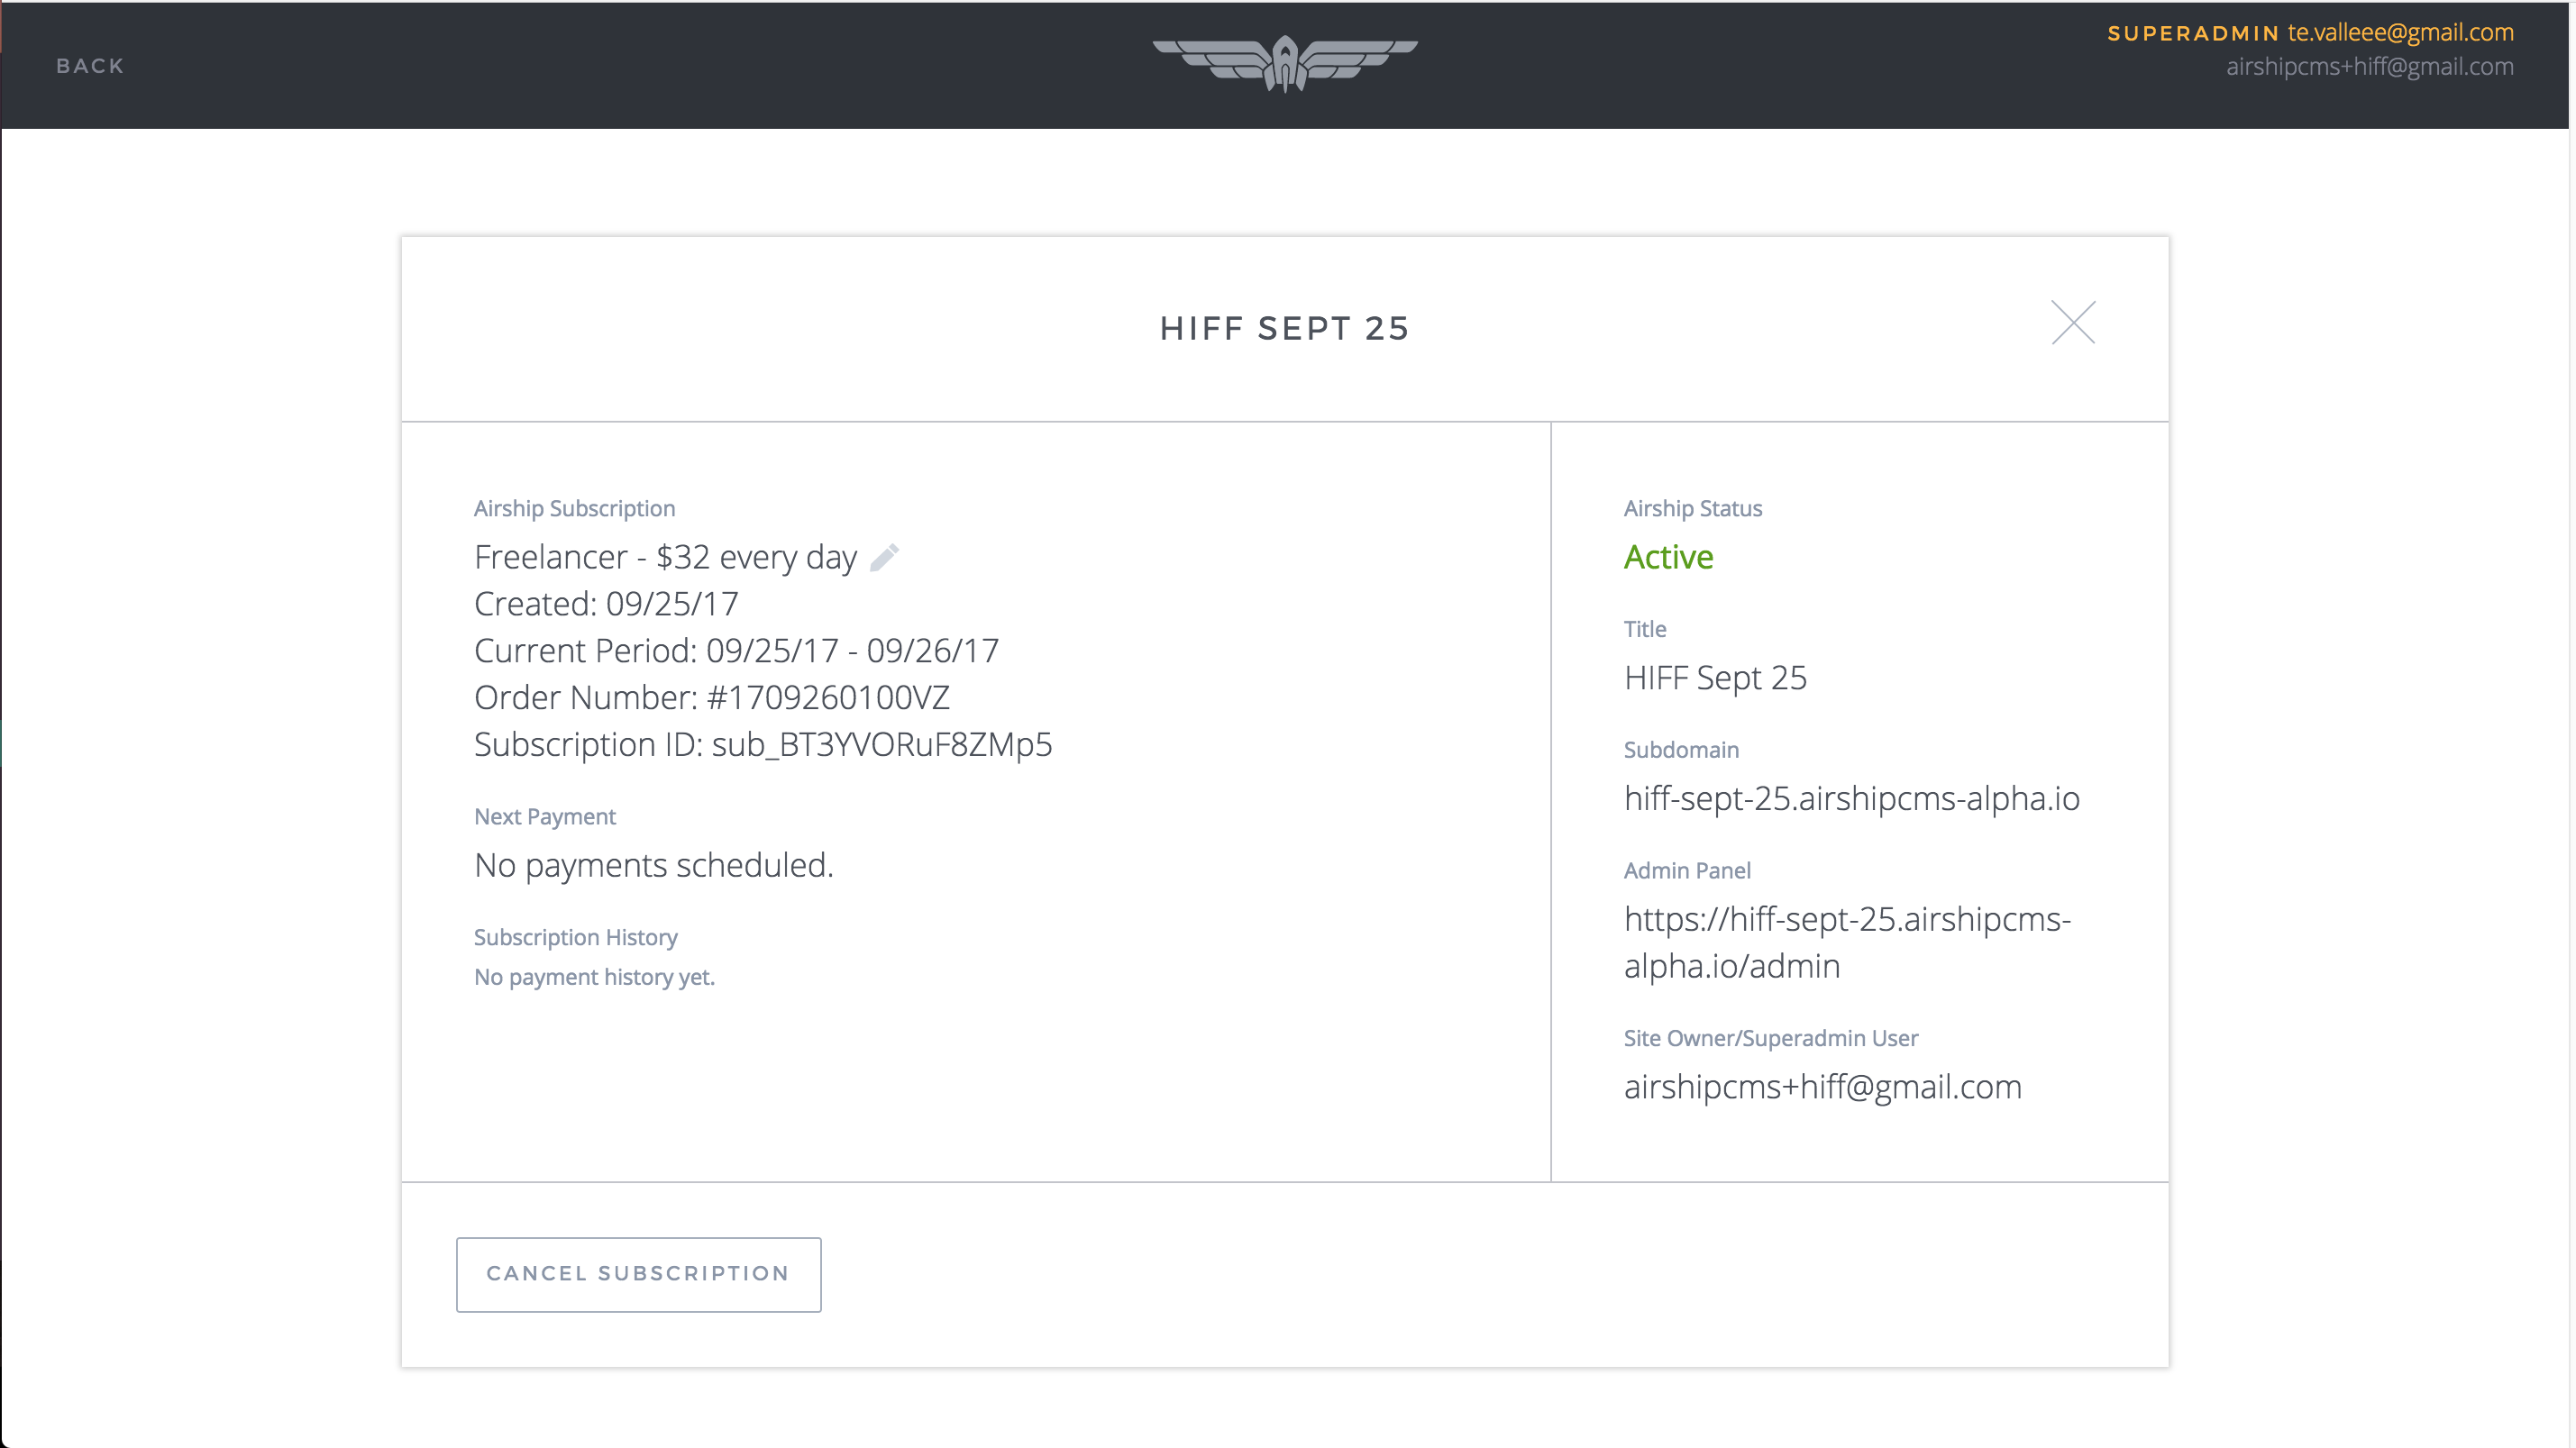 BACK
SUPERADMIN te.valleee@gmail.com
airshipcms+hiff@gmail.com
HIFF SEPT 25
Airship Subscription
Freelancer - $32 every day
Created: 09/25/17
Current Period: 09/25/17 - 09/26/17
Order Number: #1709260100VZ
Subscription ID: sub_BT3YVORuF8ZMp5
Next Payment
No payments scheduled.
Subscription History
No payment history yet.
Airship Status
Active
Title
HIFF Sept 25
Subdomain
hiff-sept-25.airshipcms-alpha.io
Admin Panel
https://hiff-sept-25.airshipcms-
alpha.io/admin
Site Owner/Superadmin User
airshipcms+hiff@gmail.com
CANCEL SUBSCRIPTION